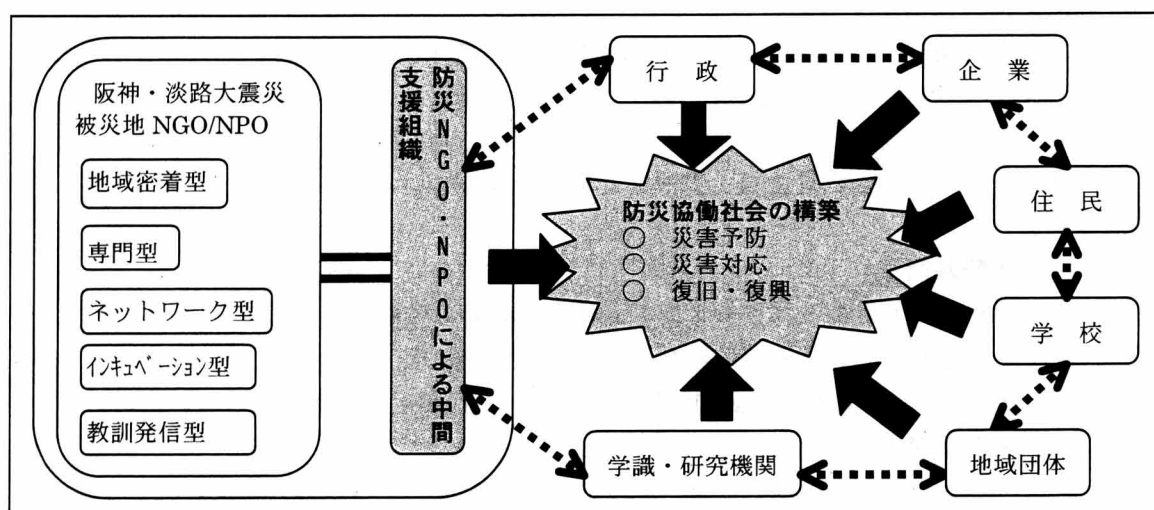 阪神・淡路大震災
被災地 NGO/NPO
地域密着型
専門型
ネットワーク型
インキュベーション型
教訓発信型
防災NGO・NPOによる中間
支援組織
行 政
企 業
住 民
学 校
地域団体
学識・研究機関
防災協働社会の構築
○ 災害予防
○ 災害対応
○ 復旧・復興